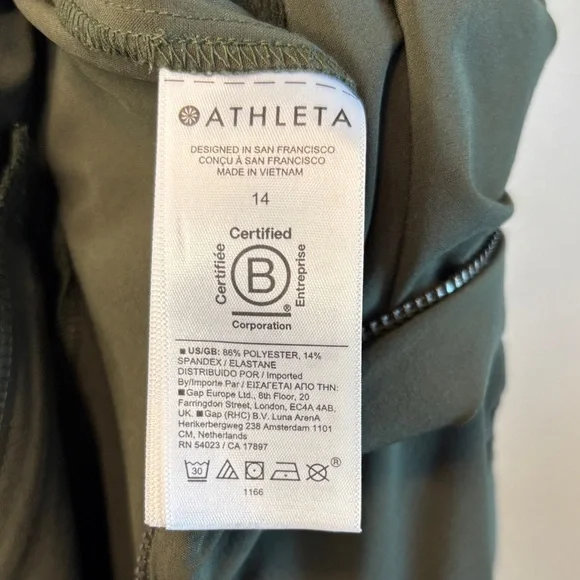 ATHLETA
DESIGNED IN SAN FRANCISCO
CONÇU À SAN FRANCISCO
MADE IN VIETNAM
14
Certified
Certifiée
B
Entreprise
®
Corporation
US/GB: 86% POLYESTER, 14%
SPANDEX / ELASTANE
DISTRIBUIDO POR / Imported
By/Importe Par / ΕΙΣΑΓΕΤΑΙ ΑΠΟ ΤΗΝ:
Gap Europe Ltd., 6th Floor, 20
Farringdon Street, London, EC4A 4AB,
UK. Gap (RHC) B.V. Luna ArenA
Herikerbergweg 238 Amsterdam 1101
CM, Netherlands
RN 54023 / CA 17897
30 ®
1166